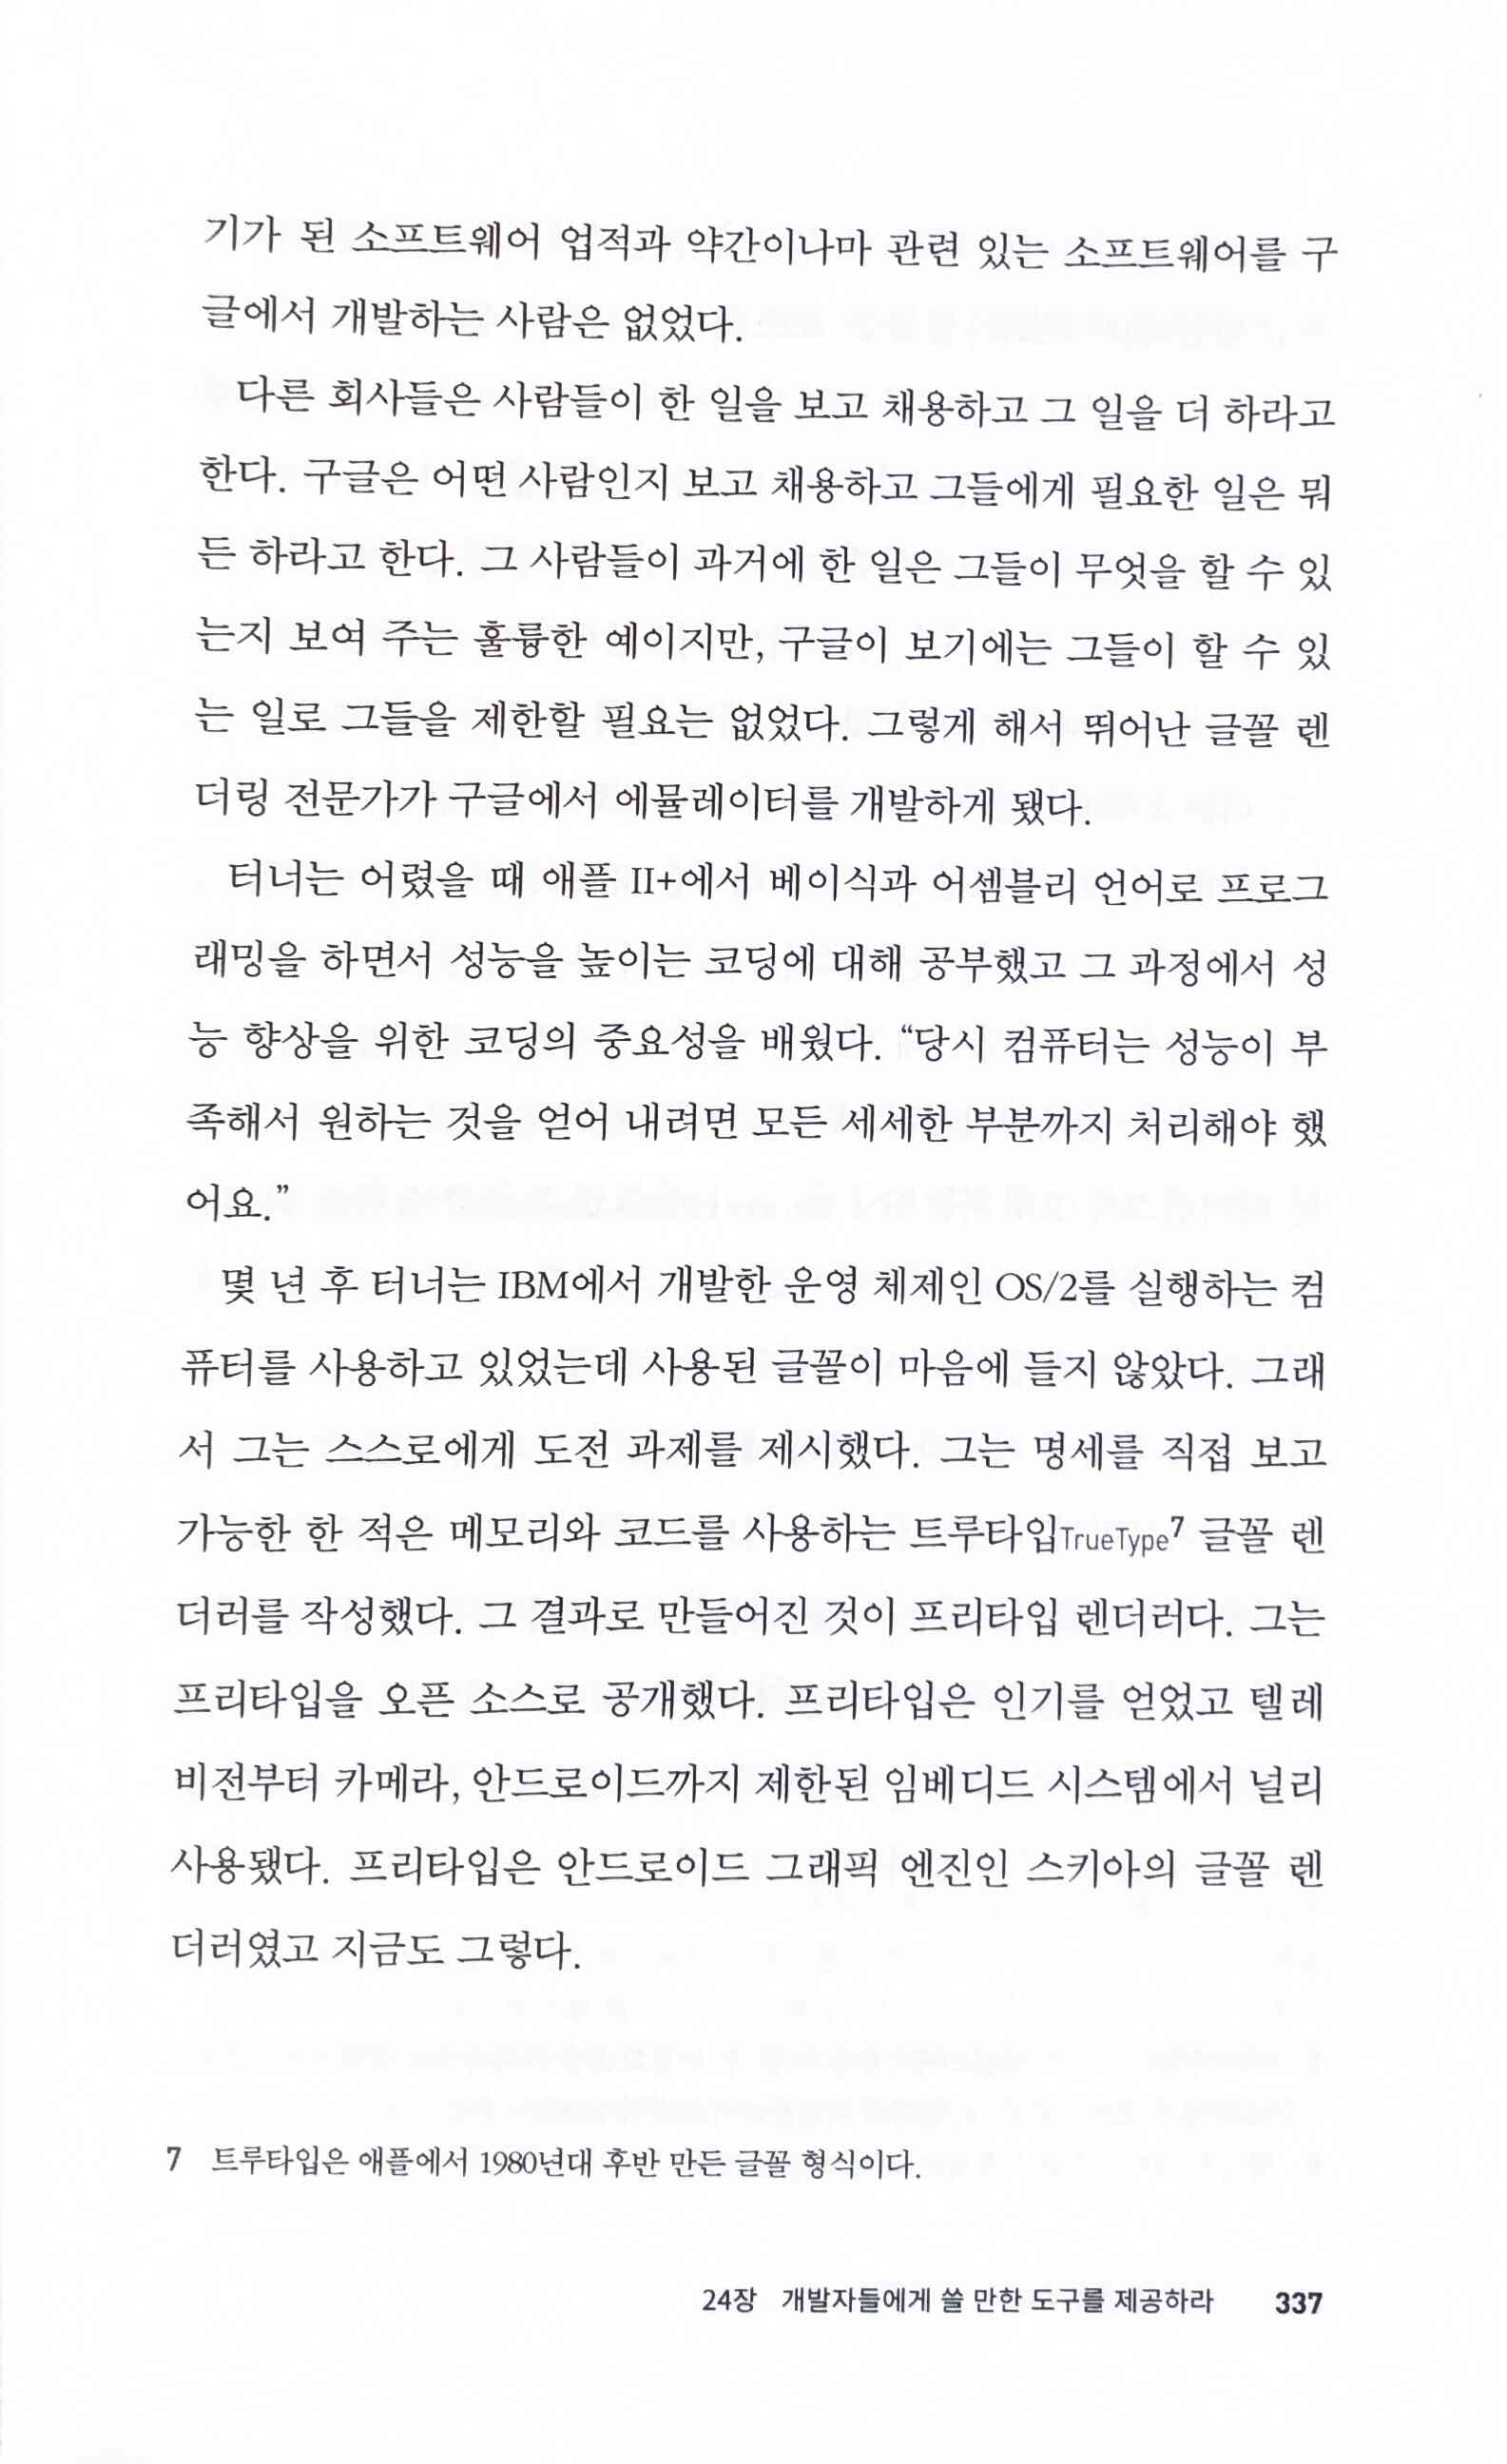 기가 된 소프트웨어 업적과 약간이나마 관련 있는 소프트웨어를 구
글에서 개발하는 사람은 없었다.
다른 회사들은 사람들이 한 일을 보고 채용하고 그 일을 더 하라고
한다. 구글은 어떤 사람인지 보고 채용하고 그들에게 필요한 일은 뭐
든 하라고 한다. 그 사람들이 과거에 한 일은 그들이 무엇을 할 수 있
는지 보여 주는 훌륭한 예이지만, 구글이 보기에는 그들이 할 수 있
는 일로 그들을 제한할 필요는 없었다. 그렇게 해서 뛰어난 글꼴 렌
더링 전문가가 구글에서 에뮬레이터를 개발하게 됐다.
터너는 어렸을 때 애플 II+에서 베이식과 어셈블리 언어로 프로그
래밍을 하면서 성능을 높이는 코딩에 대해 공부했고 그 과정에서 성
능 향상을 위한 코딩의 중요성을 배웠다. “당시 컴퓨터는 성능이 부
족해서 원하는 것을 얻어 내려면 모든 세세한 부분까지 처리해야 했
어요.”
몇 년 후 터너는 IBM에서 개발한 운영 체제인 OS/2를 실행하는 컴
퓨터를 사용하고 있었는데 사용된 글꼴이 마음에 들지 않았다. 그래
서 그는 스스로에게 도전 과제를 제시했다. 그는 명세를 직접 보고
가능한 한 적은 메모리와 코드를 사용하는 트루타입TrueType7 글꼴 렌
더러를 작성했다. 그 결과로 만들어진 것이 프리타입 렌더러다. 그는
프리타입을 오픈 소스로 공개했다. 프리타입은 인기를 얻었고 텔레
비전부터 카메라, 안드로이드까지 제한된 임베디드 시스템에서 널리
사용됐다. 프리타입은 안드로이드 그래픽 엔진인 스키아의 글꼴 렌
더러였고 지금도 그렇다.
7 트루타입은 애플에서 1980년대 후반 만든 글꼴 형식이다.
24장 개발자들에게 쓸 만한 도구를 제공하라 337